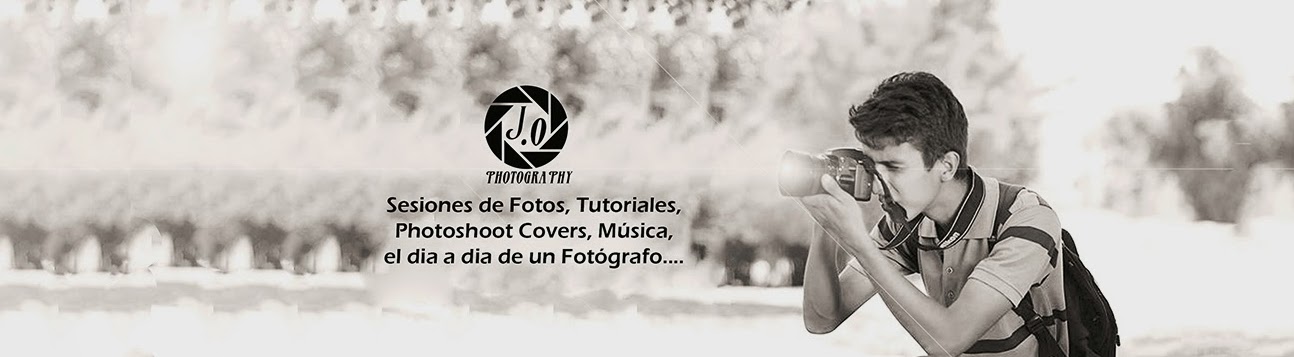 J.O
PHOTOGRAPHY
Sesiones de Fotos, Tutoriales,
Photoshoot Covers, Música,
el dia a dia de un Fotógrafo....